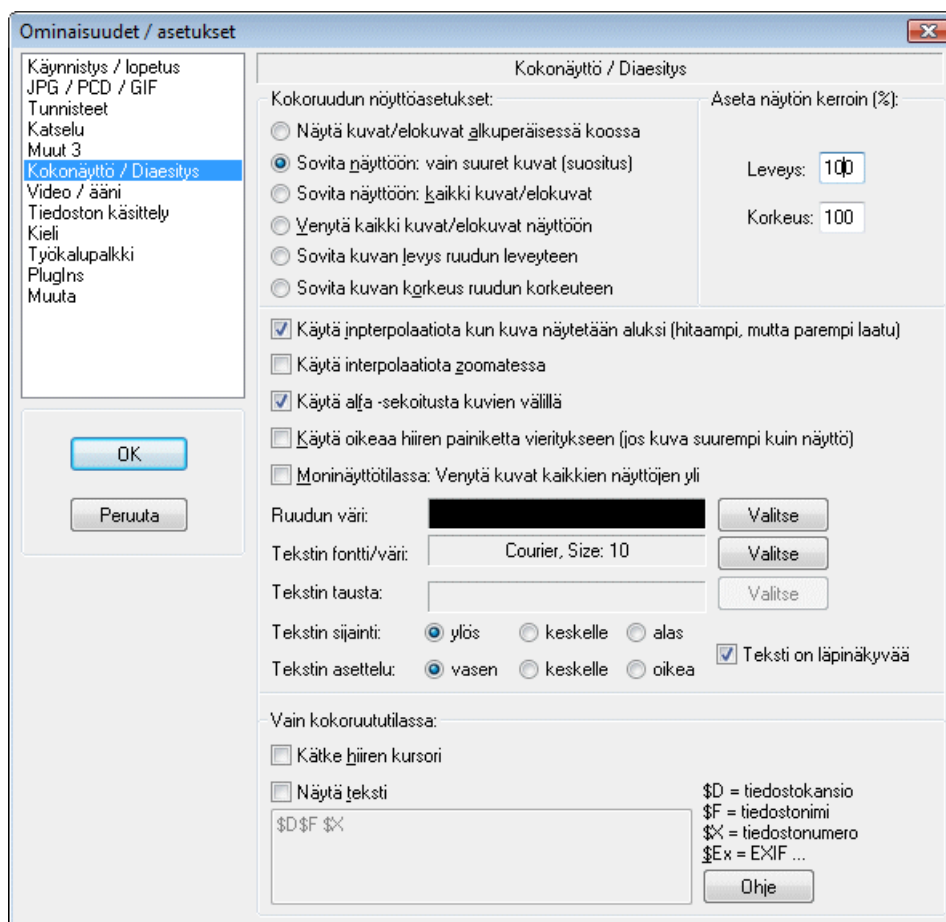 Ominaisuudet / asetukset
Käynnistys / lopetus
JPG / PCD / GIF
Tunnisteet
Katselu
Muut 3
Kokonäyttö / Diaesitys
Video / ääni
Tiedoston käsittely
Kieli
Työkalupalkki
PlugIns
Muuta
OK
Peruuta
Kokonäyttö / Diaesitys
Kokoruudun nöyttöasetukset:
Näytä kuvat/elokuvat alkuperäisessä koossa
Sovita näyttöön: vain suuret kuvat (suositus)
Sovita näyttöön: kaikki kuvat/elokuvat
Venytä kaikki kuvat/elokuvat näyttöön
Sovita kuvan levys ruudun leveyteen
Sovita kuvan korkeus ruudun korkeuteen
Aseta näytön kerroin (%):
Leveys: 100
Korkeus: 100
Käytä inpterpolaatiota kun kuva näytetään aluksi (hitaampi, mutta parempi laatu)
Käytä interpolaatiota zoomatessa
Käytä alfa -sekoitusta kuvien välillä
Käytä oikeaa hiiren painiketta vieritykseen (jos kuva suurempi kuin näyttö)
Moninäyttötilassa: Venytä kuvat kaikkien näyttöjen yli
Ruudun väri: Valitse
Tekstin fontti/väri: Courier, Size: 10 Valitse
Tekstin tausta: Valitse
Tekstin sijainti: ylös keskelle alas
Tekstin asettelu: vasen keskelle oikea
Teksti on läpinäkyvää
Vain kokoruututilassa:
Kätke hiiren kursori
Näytä teksti
$D$F $X
$D = tiedostokansio
$F = tiedostonimi
$X = tiedostonumero
$Ex = EXIF ...
Ohje